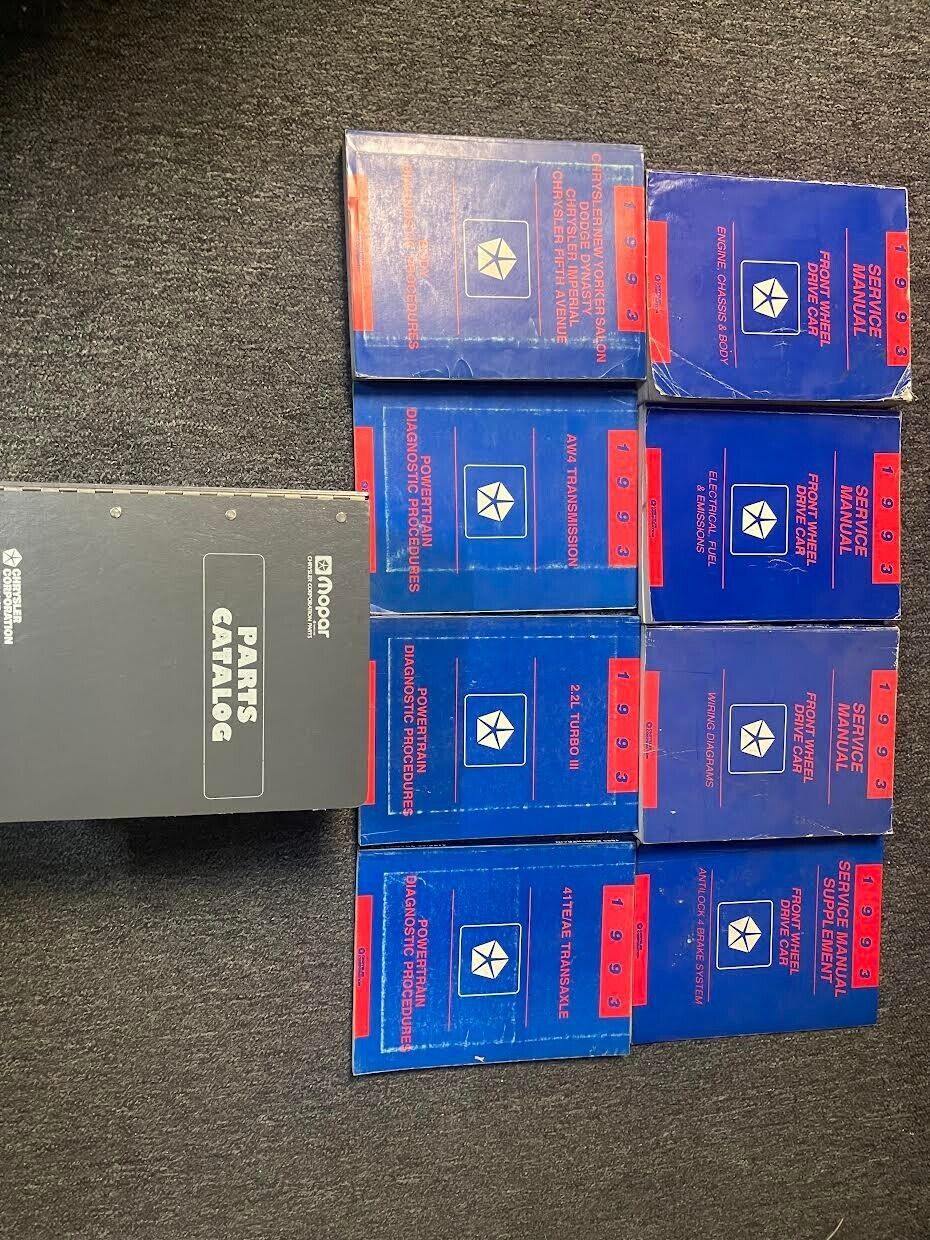 1993
SERVICE
MANUAL
FRONT WHEEL
DRIVE CAR
ENGINE, CHASSIS & BODY
1993
SERVICE
MANUAL
FRONT WHEEL
DRIVE CAR
ELECTRICAL, FUEL
& EMISSIONS
1993
SERVICE
MANUAL
FRONT WHEEL
DRIVE CAR
WIRING DIAGRAMS
1993
SERVICE MANUAL
SUPPLEMENT
FRONT WHEEL
DRIVE CAR
ANTILOCK 4 BRAKE SYSTEM
1993
CHRYSLER NEW YORKER SALON
DODGE DYNASTY
CHRYSLER IMPERIAL
CHRYSLER FIFTH AVENUE
DIAGNOSTIC PROCEDURES
1993
AW4 TRANSMISSION
POWERTRAIN
DIAGNOSTIC PROCEDURES
1993
2.2L TURBO III
POWERTRAIN
DIAGNOSTIC PROCEDURES
1993
41TE/AE TRANSAXLE
POWERTRAIN
DIAGNOSTIC PROCEDURES
Mopar
CHRYSLER CORPORATION PARTS
PARTS
CATALOG
CHRYSLER
CORPORATION